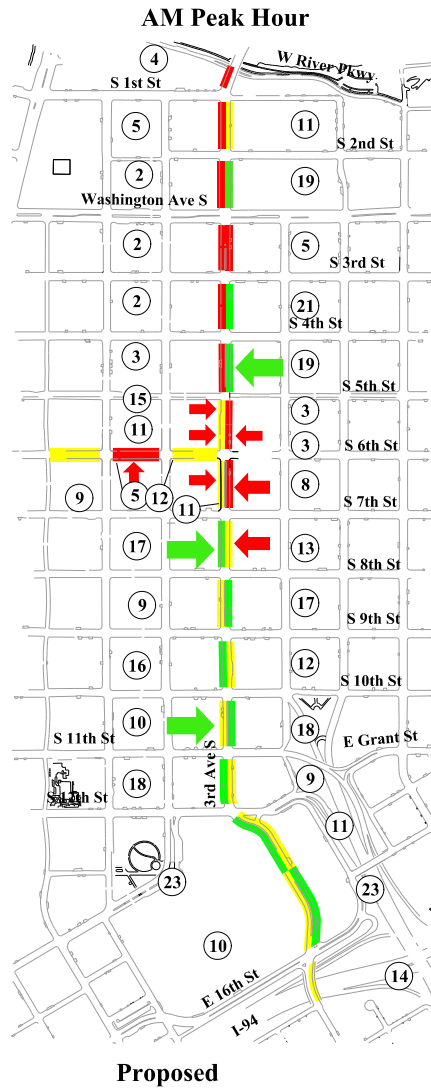 AM Peak Hour
4
W River Pkwy.
S 1st St
5
11
S 2nd St
2
19
Washington Ave S
2
5
S 3rd St
2
21
S 4th St
3
19
S 5th St
15
3
11
3
S 6th St
9
5
12
11
8
S 7th St
17
13
S 8th St
9
17
S 9th St
16
12
S 10th St
10
18
S 11th St
3rd Ave S
E Grant St
18
9
S 12th St
11
23
23
10
14
E 16th St
I-94
Proposed